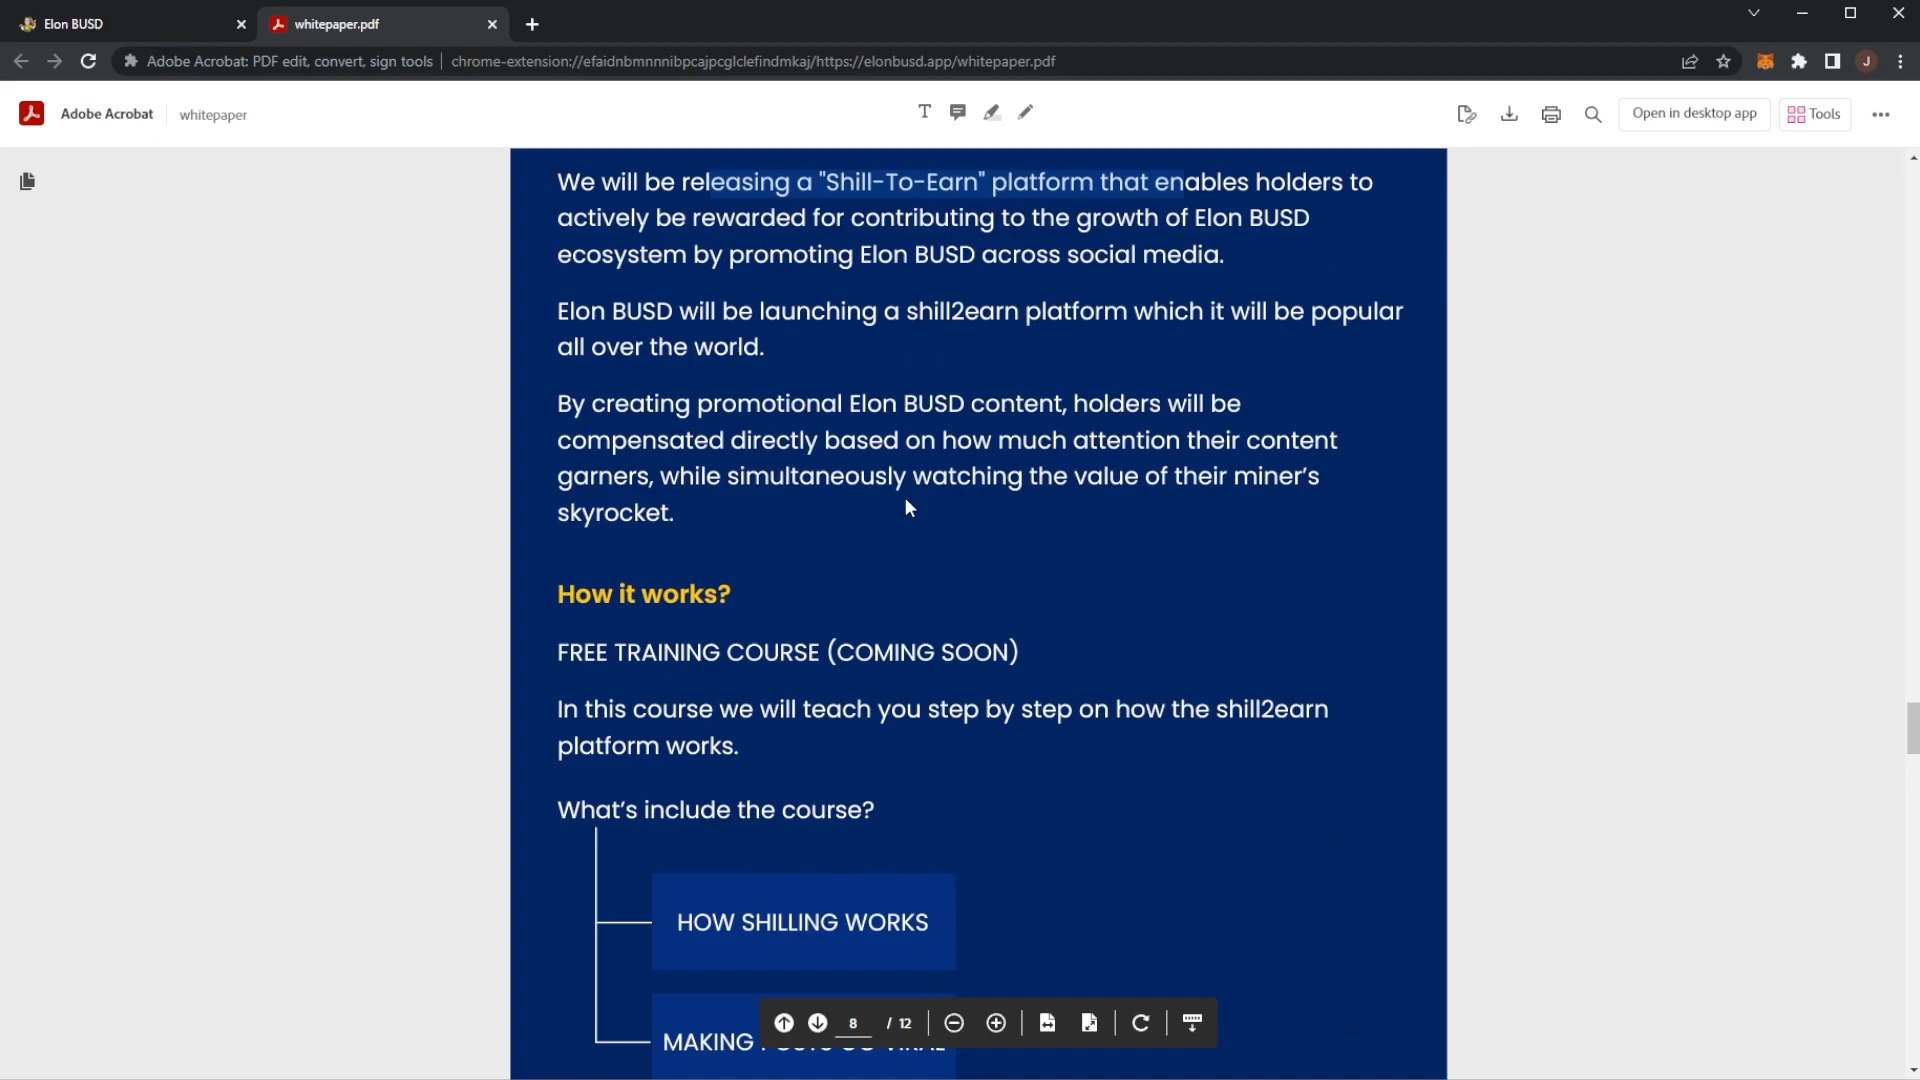 Elon BUSD
whitepaper.pdf
Adobe Acrobat: PDF edit, convert, sign tools
chrome-extension://efaidnbmnnnibpcajpcglclefindmkaj/https://elonbusd.app/whitepaper.pdf
J
Adobe Acrobat
whitepaper
T
Open in desktop app
Tools
We will be releasing a "Shill-To-Earn" platform that enables holders to
actively be rewarded for contributing to the growth of Elon BUSD
ecosystem by promoting Elon BUSD across social media.
Elon BUSD will be launching a shill2earn platform which it will be popular
all over the world.
By creating promotional Elon BUSD content, holders will be
compensated directly based on how much attention their content
garners, while simultaneously watching the value of their miner's
skyrocket.
How it works?
FREE TRAINING COURSE (COMING SOON)
In this course we will teach you step by step on how the shill2earn
platform works.
What's include the course?
HOW SHILLING WORKS
MAKING
8 / 12